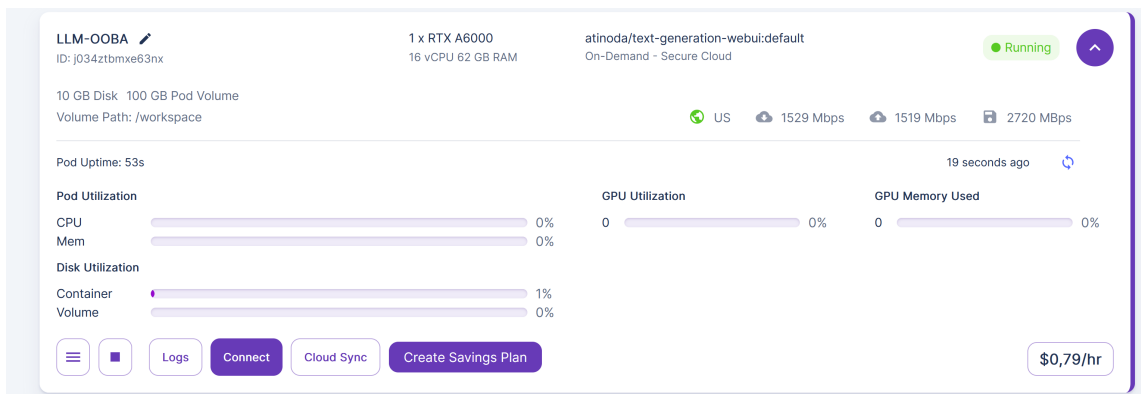 LLM-OOBA
ID: j034ztbmxe63nx
1 x RTX A6000
16 vCPU 62 GB RAM
atinoda/text-generation-webui:default
On-Demand - Secure Cloud
Running
10 GB Disk 100 GB Pod Volume
Volume Path: /workspace
US 1529 Mbps 1519 Mbps 2720 MBps
Pod Uptime: 53s
19 seconds ago
Pod Utilization
CPU 0%
Mem 0%
Disk Utilization
Container 1%
Volume 0%
GPU Utilization
0 0%
GPU Memory Used
0 0%
Logs Connect Cloud Sync Create Savings Plan
$0,79/hr